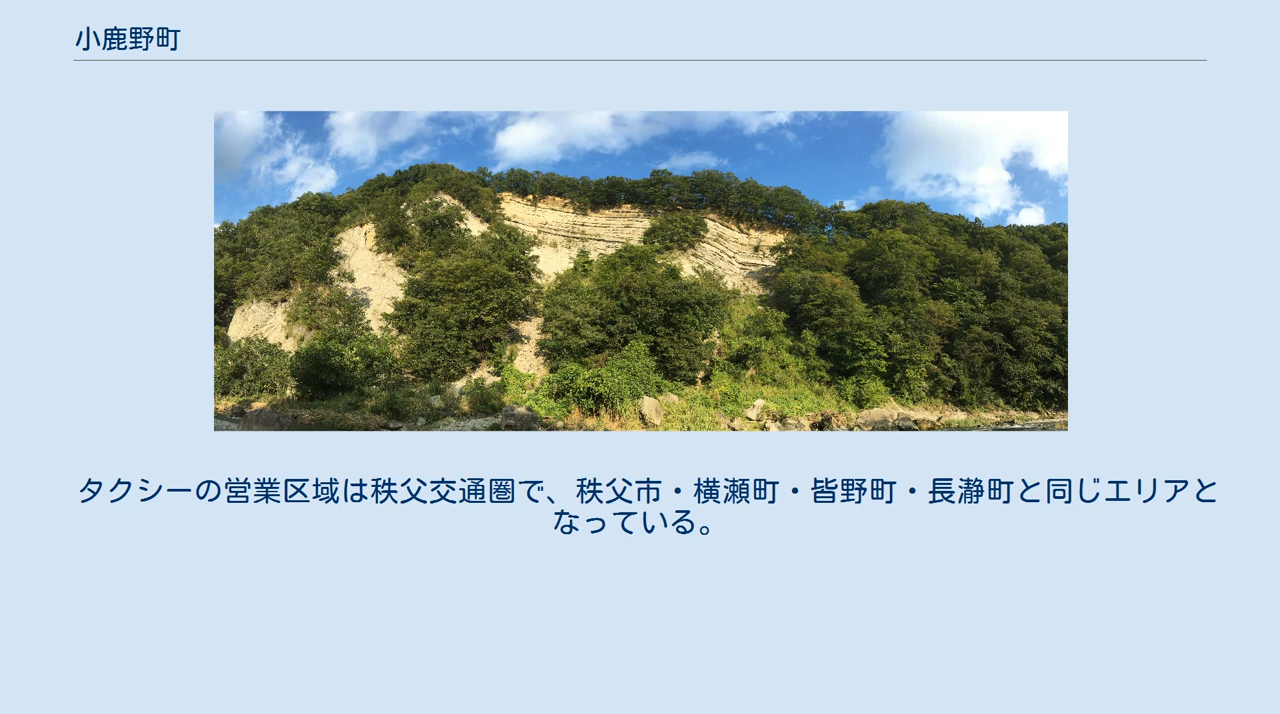 小鹿野町
タクシーの営業区域は秩父交通圏で、秩父市・横瀬町・皆野町・長瀞町と同じエリアと
なっている。